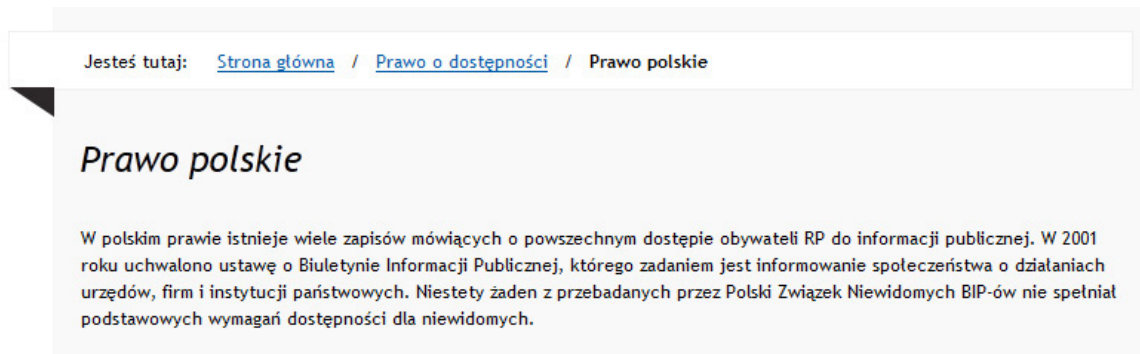 Jesteś tutaj: Strona główna / Prawo o dostępności / Prawo polskie
Prawo polskie
W polskim prawie istnieje wiele zapisów mówiących o powszechnym dostępie obywateli RP do informacji publicznej. W 2001
roku uchwalono ustawę o Biuletynie Informacji Publicznej, którego zadaniem jest informowanie społeczeństwa o działaniach
urzędów, firm i instytucji państwowych. Niestety żaden z przebadanych przez Polski Związek Niewidomych BIP-ów nie spełniał
podstawowych wymagań dostępności dla niewidomych.